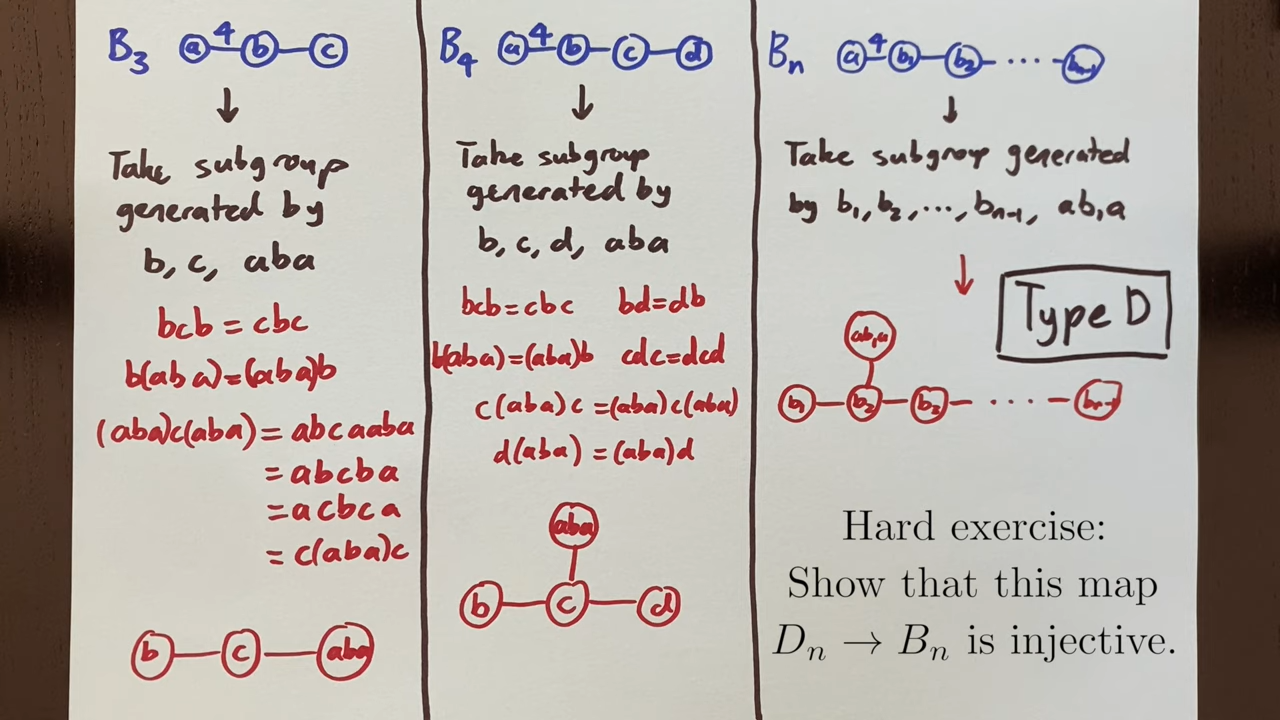 B₃ a 4 b c
↓
Take subgroup
generated by
b, c, aba
bcb = cbc
b(aba)=(aba)b
(aba)c(aba) = abcaaba
= abcba
= acbca
= c(aba)c
b c aba
B₄ a 4 b c d
↓
Take subgroup
generated by
b, c, d, aba
bcb=cbc bd=db
b(aba)=(aba)b cdc=dcd
c(aba)c=(aba)c(aba)
d(aba)=(aba)d
aba
b c d
Bₙ a 4 b₁ b₂ ... bₙ₋₁
↓
Take subgroup generated
by b₁, b₂, ..., bₙ₋₁, ab₁a
↓
Type D
ab₁a
b₁ b₂ b₃ .... bₙ₋₁
Hard exercise:
Show that this map
Dₙ → Bₙ is injective.